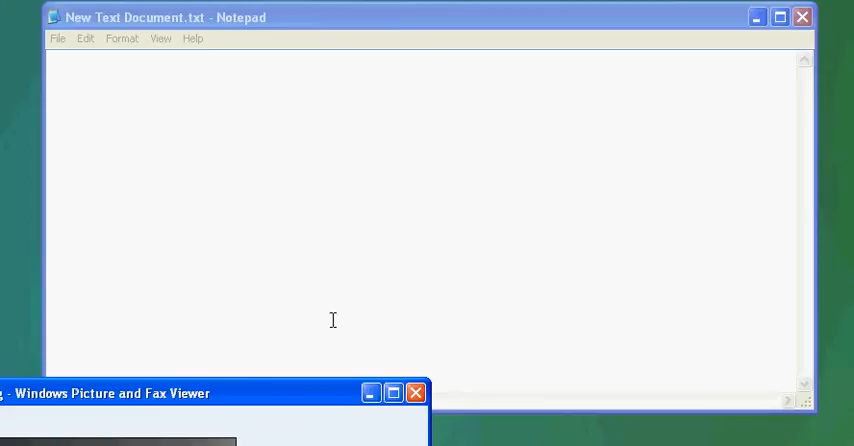 New Text Document.txt - Notepad
File Edit Format View Help
- Windows Picture and Fax Viewer